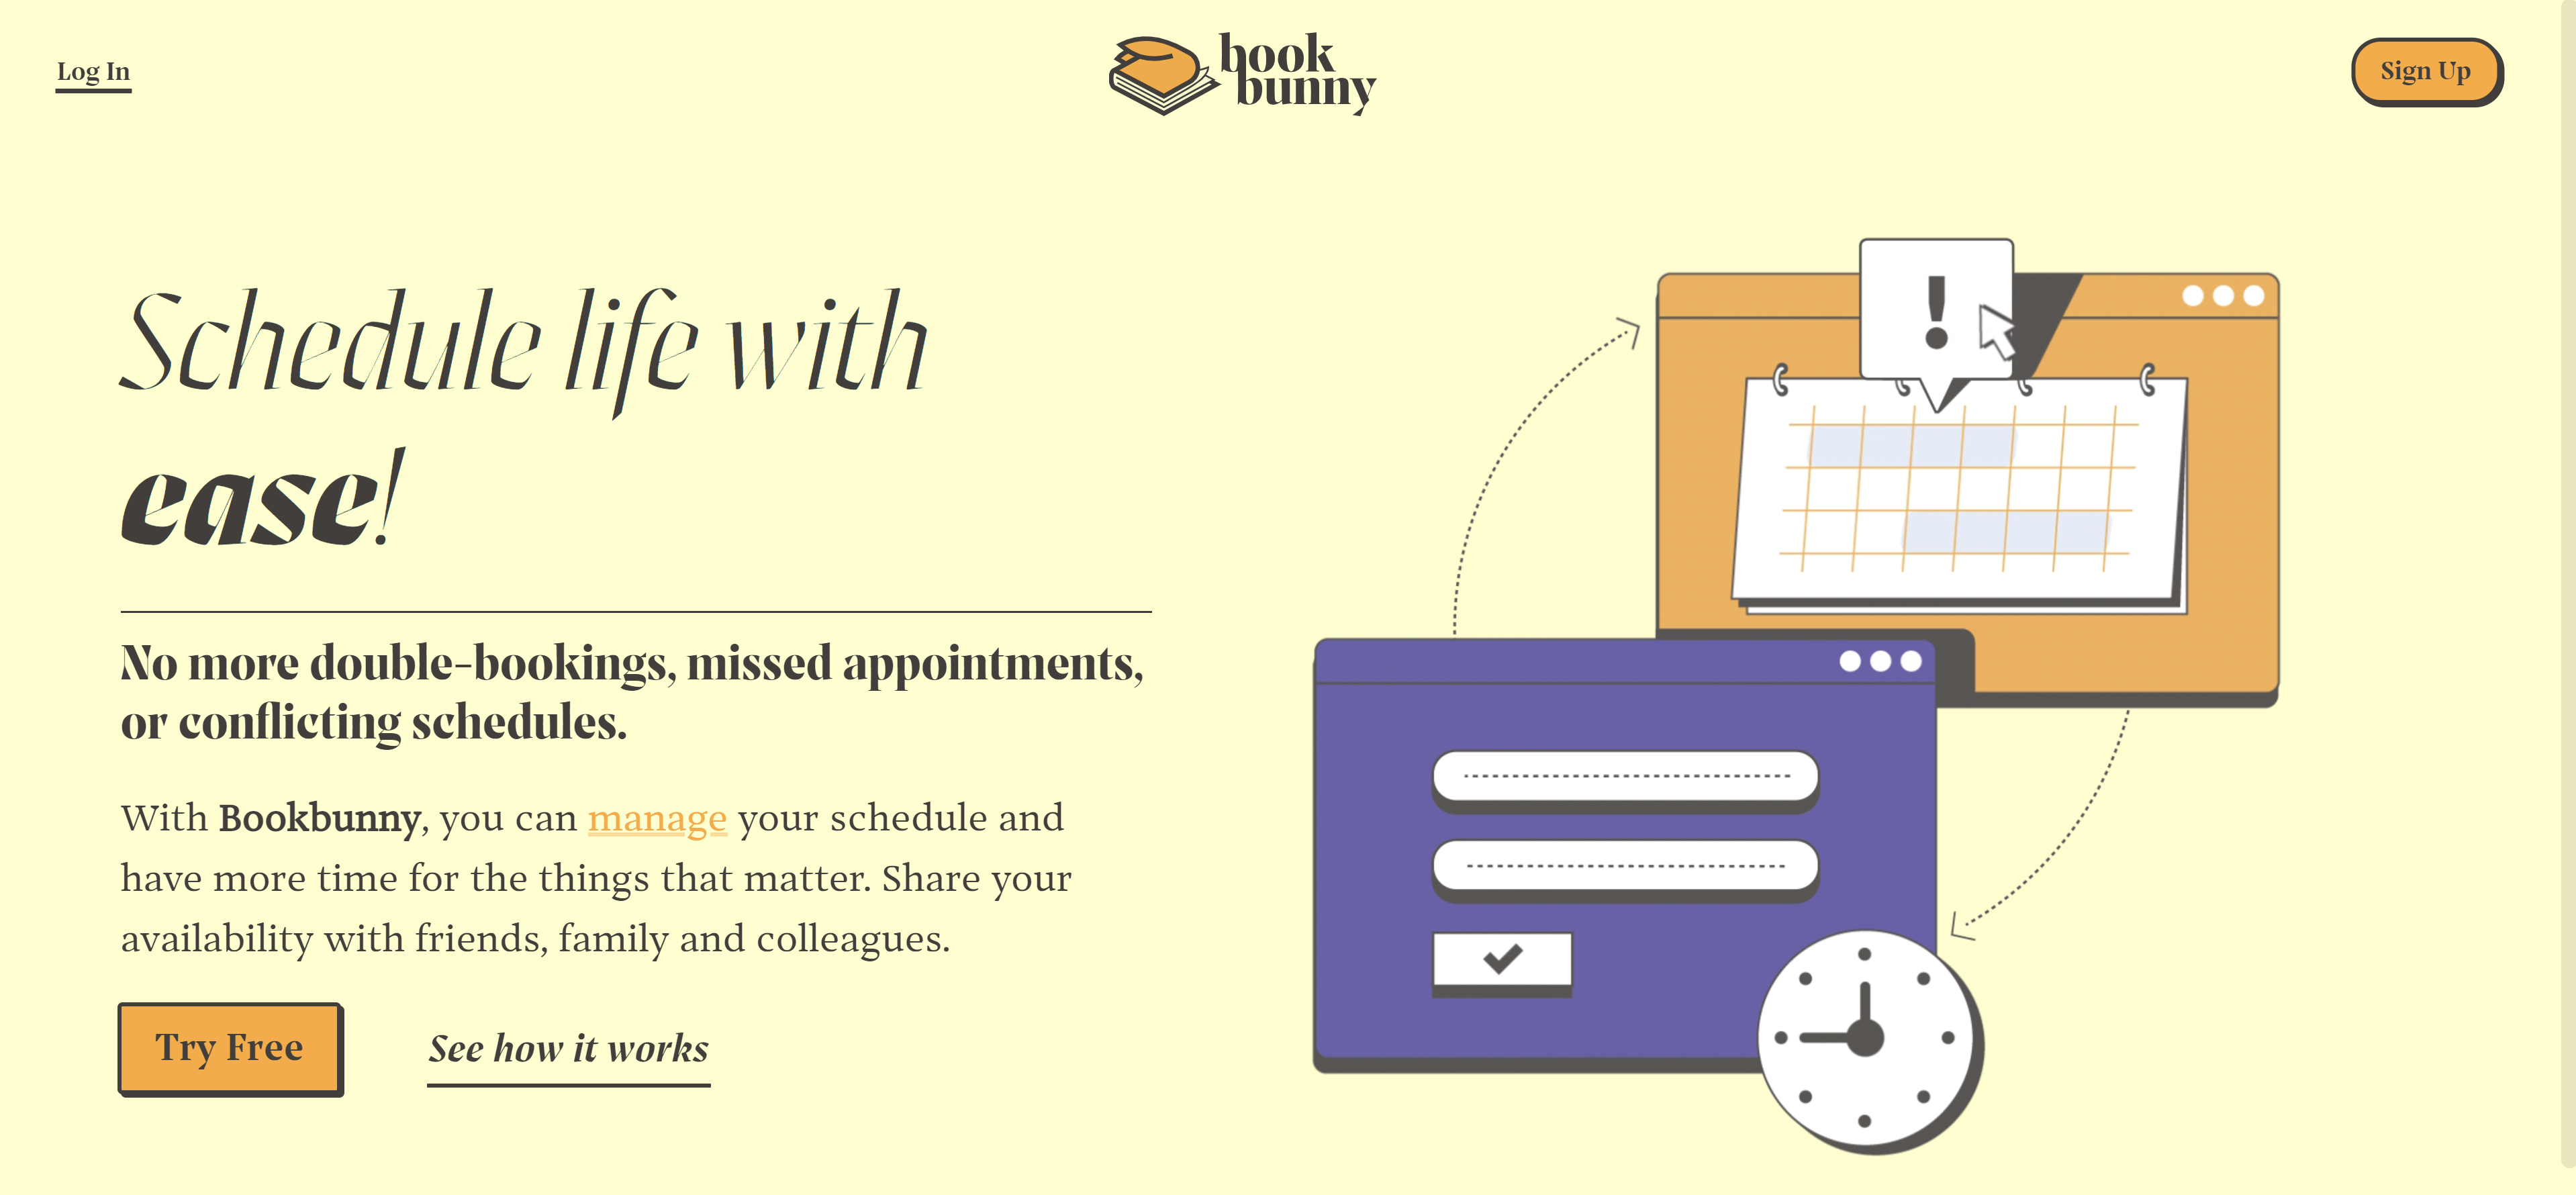 Log In
book
bunny
Sign Up
!
Schedule life with
ease!
No more double-bookings, missed appointments,
or conflicting schedules.
With Bookbunny, you can manage your schedule and
have more time for the things that matter. Share your
availability with friends, family and colleagues.
Try Free
See how it works